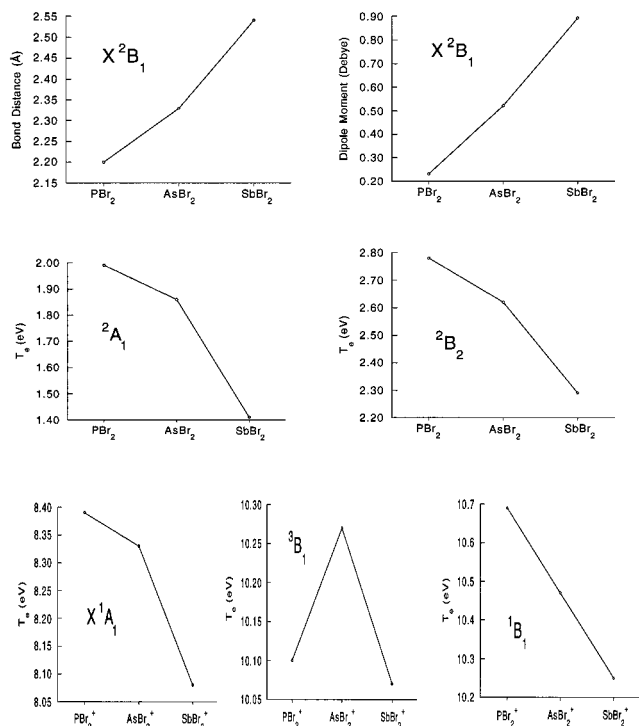 Bond Distance (Å)
2.55
2.50
2.45
2.40
2.35
2.30
2.25
2.20
2.15
X²B₁
PBr₂ AsBr₂ SbBr₂
Dipole Moment (Debye)
0.90
0.80
0.70
0.60
0.50
0.40
0.30
0.20
X²B₁
PBr₂ AsBr₂ SbBr₂
Tₑ (eV)
2.00
1.90
1.80
1.70
1.60
1.50
1.40
²A₁
PBr₂ AsBr₂ SbBr₂
Tₑ (eV)
2.80
2.70
2.60
2.50
2.40
2.30
2.20
²B₂
PBr₂ AsBr₂ SbBr₂
Tₑ (eV)
8.40
8.35
8.30
8.25
8.20
8.15
8.10
8.05
X¹A₁
PBr₂⁺ AsBr₂⁺ SbBr₂⁺
Tₑ (eV)
10.30
10.25
10.20
10.15
10.10
10.05
³B₁
PBr₂⁺ AsBr₂⁺ SbBr₂⁺
Tₑ (eV)
10.7
10.6
10.5
10.4
10.3
10.2
¹B₁
PBr₂⁺ AsBr₂⁺ SbBr₂⁺